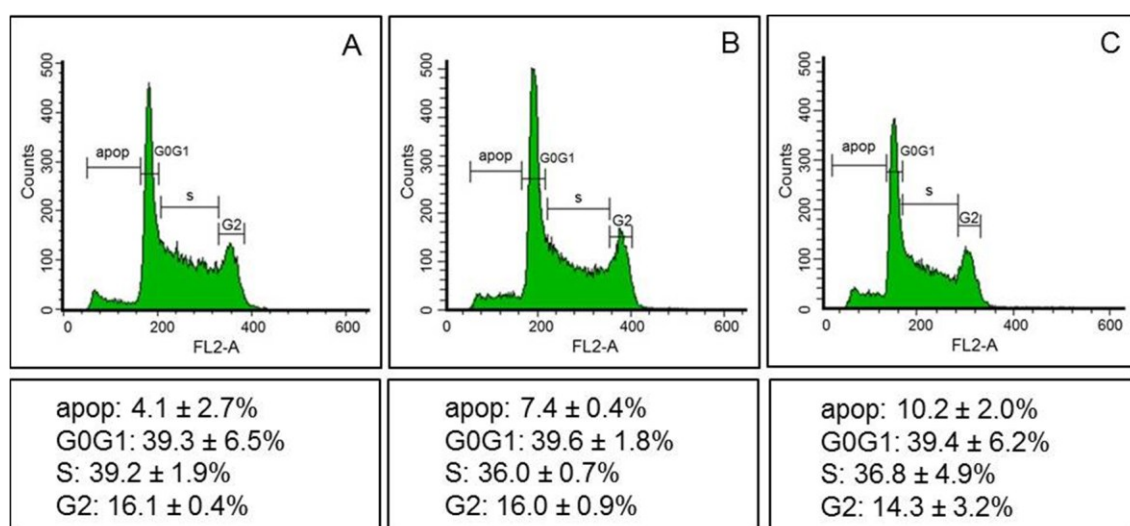 A
500
400
300
200
100
0
Counts
apop
G0G1
S
G2
0
200
400
600
FL2-A
B
500
400
300
200
100
0
Counts
apop
G0G1
S
G2
0
200
400
600
FL2-A
C
500
400
300
200
100
0
Counts
apop
G0G1
S
G2
0
200
400
600
FL2-A
apop: 4.1 ± 2.7%
G0G1: 39.3 ± 6.5%
S: 39.2 ± 1.9%
G2: 16.1 ± 0.4%
apop: 7.4 ± 0.4%
G0G1: 39.6 ± 1.8%
S: 36.0 ± 0.7%
G2: 16.0 ± 0.9%
apop: 10.2 ± 2.0%
G0G1: 39.4 ± 6.2%
S: 36.8 ± 4.9%
G2: 14.3 ± 3.2%